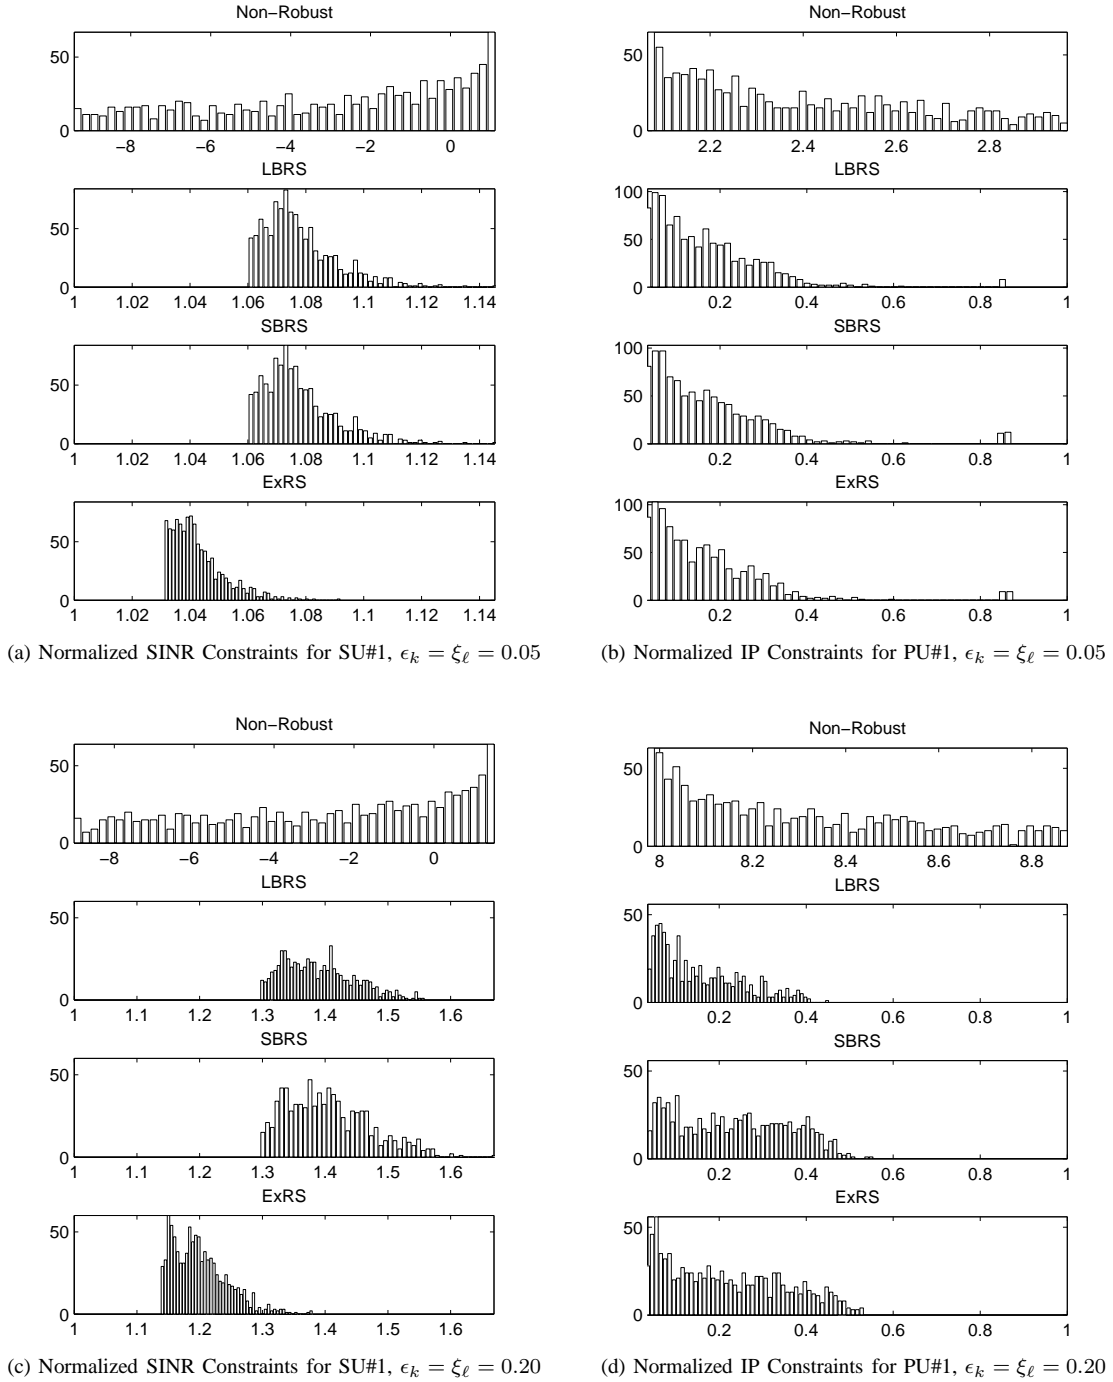 Non−Robust
50
0
−8 −6 −4 −2 0
LBRS
50
0
1 1.02 1.04 1.06 1.08 1.1 1.12 1.14
SBRS
50
0
1 1.02 1.04 1.06 1.08 1.1 1.12 1.14
ExRS
50
0
1 1.02 1.04 1.06 1.08 1.1 1.12 1.14
(a) Normalized SINR Constraints for SU#1, ϵₖ = ξ_ℓ = 0.05
Non−Robust
50
0
2.2 2.4 2.6 2.8
LBRS
100
50
0
0.2 0.4 0.6 0.8 1
SBRS
100
50
0
0.2 0.4 0.6 0.8 1
ExRS
100
50
0
0.2 0.4 0.6 0.8 1
(b) Normalized IP Constraints for PU#1, ϵₖ = ξ_ℓ = 0.05
Non−Robust
50
0
−8 −6 −4 −2 0
LBRS
50
0
1 1.1 1.2 1.3 1.4 1.5 1.6
SBRS
50
0
1 1.1 1.2 1.3 1.4 1.5 1.6
ExRS
50
0
1 1.1 1.2 1.3 1.4 1.5 1.6
(c) Normalized SINR Constraints for SU#1, ϵₖ = ξ_ℓ = 0.20
Non−Robust
50
0
8 8.2 8.4 8.6 8.8
LBRS
50
0
0.2 0.4 0.6 0.8 1
SBRS
50
0
0.2 0.4 0.6 0.8 1
ExRS
50
0
0.2 0.4 0.6 0.8 1
(d) Normalized IP Constraints for PU#1, ϵₖ = ξ_ℓ = 0.20